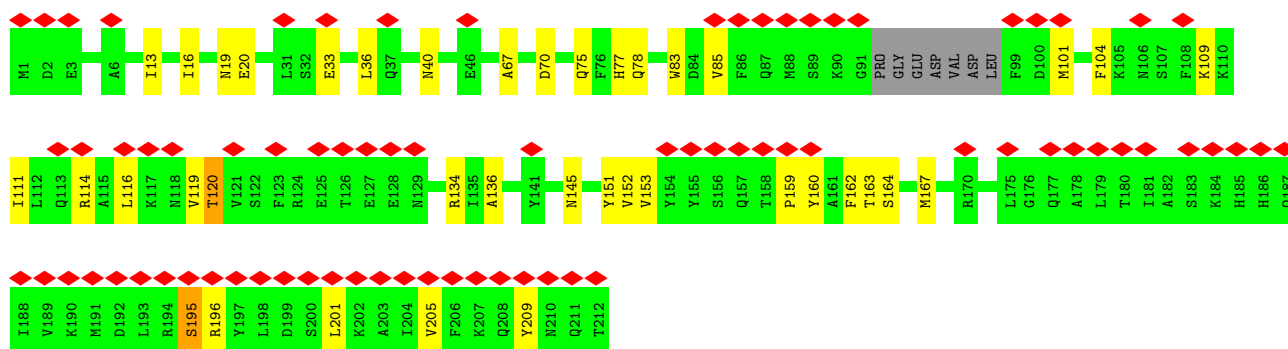 M1 D2 E3 A6 I13 I16 N19 E20 L31 S32 E33 L36 Q37 N40 E46 A67 D70 Q75 F76 H77 Q78 W83 D84 V85 F86 Q87 M88 S89 K90 G91 PRO GLY GLU ASP VAL ASP LEU F99 D100 M101 F104 K105 N106 S107 F108 K109 K110
I111 L112 Q113 R114 A115 L116 K117 N118 V119 T120 V121 S122 F123 R124 E125 T126 E127 E128 N129 R134 I135 A136 Y141 N145 Y151 V152 V153 Y154 Y155 S156 Q157 T158 P159 Y160 A161 F162 T163 S164 M167 R170 L175 G176 Q177 A178 L179 T180 I181 A182 S183 K184 H185 H186 Q187
I188 V189 K190 M191 D192 L193 R194 S195 R196 Y197 L198 D199 S200 L201 K202 A203 I204 V205 F206 K207 Q208 Y209 N210 Q211 T212